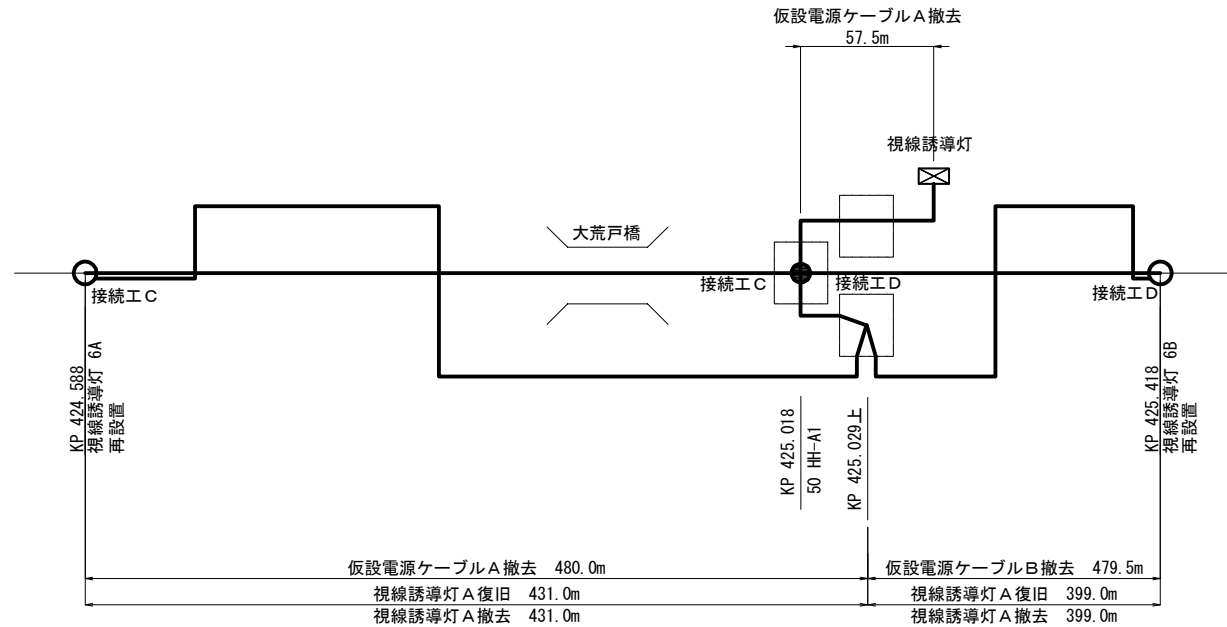 仮設電源ケーブルA撤去
57.5m
視線誘導灯
大荒戸橋
接続工C
接続工C
接続工D
接続工D
KP 424.588
視線誘導灯 6A
再設置
KP 425.018
50 HH-A1
KP 425.029上
KP 425.418
視線誘導灯 6B
再設置
仮設電源ケーブルA撤去 480.0m
仮設電源ケーブルB撤去 479.5m
視線誘導灯A復旧 431.0m
視線誘導灯A復旧 399.0m
視線誘導灯A撤去 431.0m
視線誘導灯A撤去 399.0m